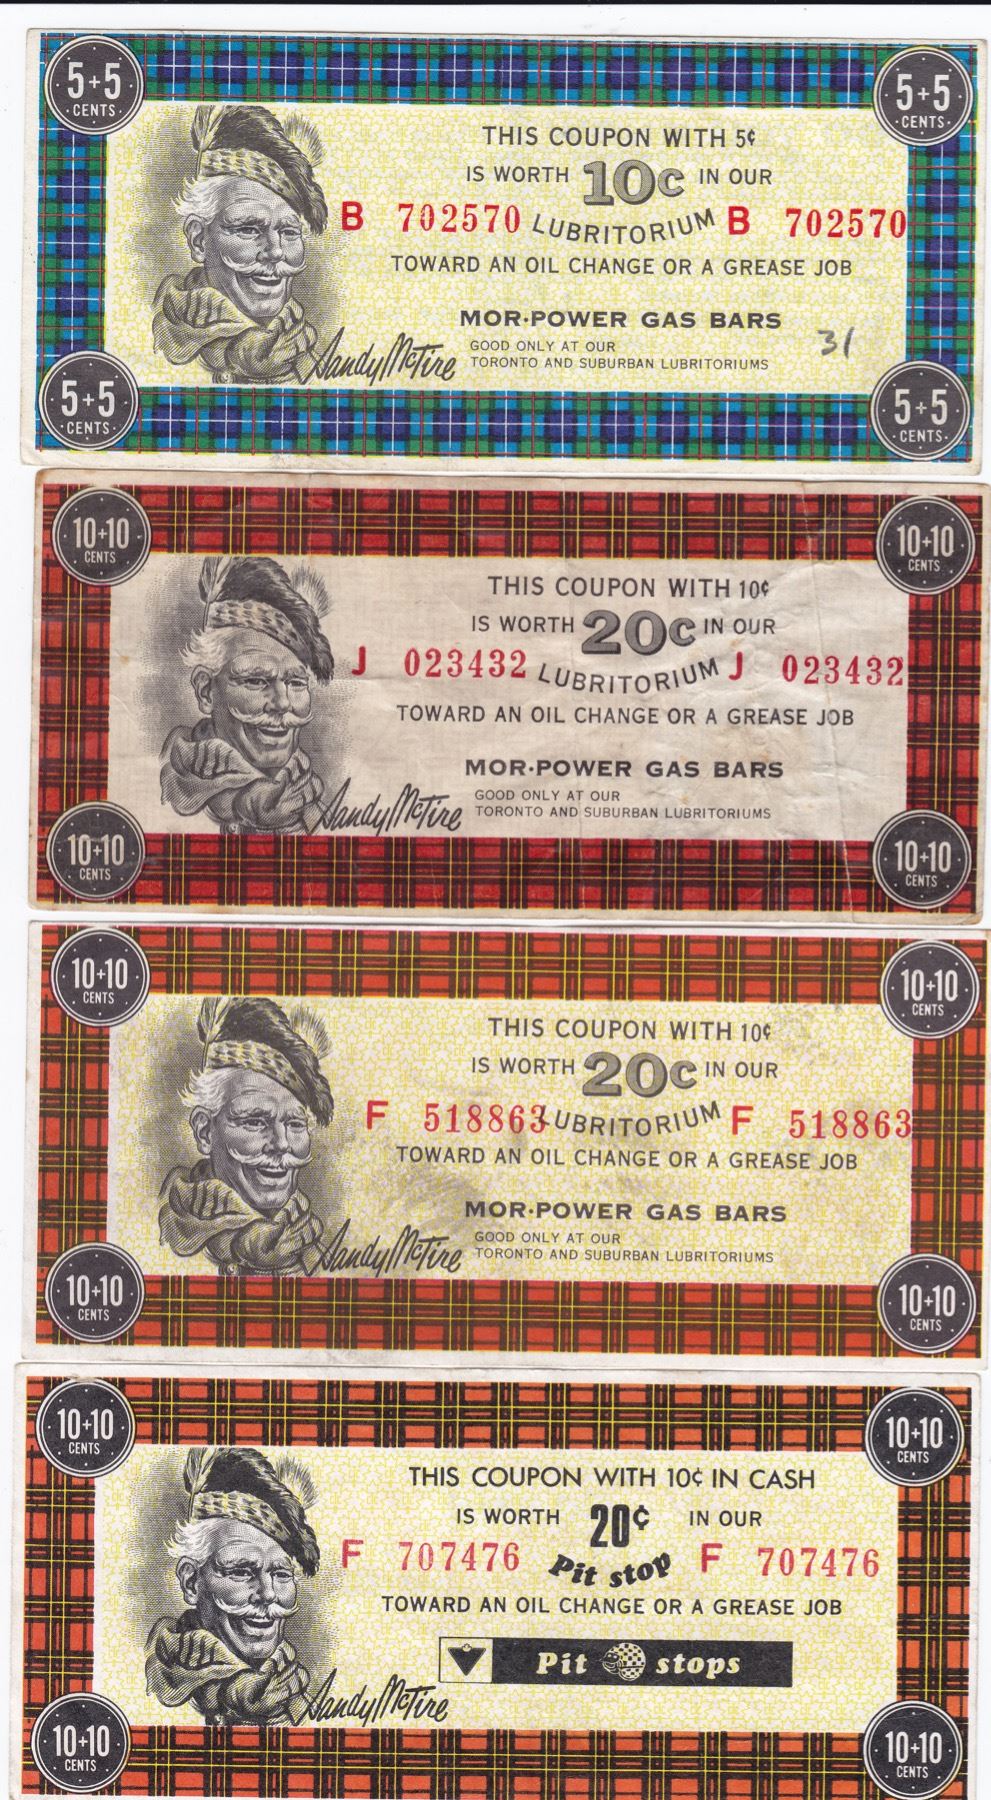 5+5 CENTS
5+5 CENTS
THIS COUPON WITH 5¢
IS WORTH 10c IN OUR
B 702570 LUBRITORIUM B 702570
TOWARD AN OIL CHANGE OR A GREASE JOB
MOR·POWER GAS BARS
31
GOOD ONLY AT OUR
Sandy McTire TORONTO AND SUBURBAN LUBRITORIUMS
5+5 CENTS
5+5 CENTS
10+10 CENTS
10+10 CENTS
THIS COUPON WITH 10¢
IS WORTH 20c IN OUR
J 023432 LUBRITORIUM J 023432
TOWARD AN OIL CHANGE OR A GREASE JOB
MOR·POWER GAS BARS
GOOD ONLY AT OUR
Sandy McTire TORONTO AND SUBURBAN LUBRITORIUMS
10+10 CENTS
10+10 CENTS
10+10 CENTS
10+10 CENTS
THIS COUPON WITH 10¢
IS WORTH 20c IN OUR
F 518863 LUBRITORIUM F 518863
TOWARD AN OIL CHANGE OR A GREASE JOB
MOR·POWER GAS BARS
GOOD ONLY AT OUR
Sandy McTire TORONTO AND SUBURBAN LUBRITORIUMS
10+10 CENTS
10+10 CENTS
10+10 CENTS
10+10 CENTS
THIS COUPON WITH 10¢ IN CASH
IS WORTH 20¢ IN OUR
F 707476 Pit stop F 707476
TOWARD AN OIL CHANGE OR A GREASE JOB
Pit stops
Sandy McTire
10+10 CENTS
10+10 CENTS